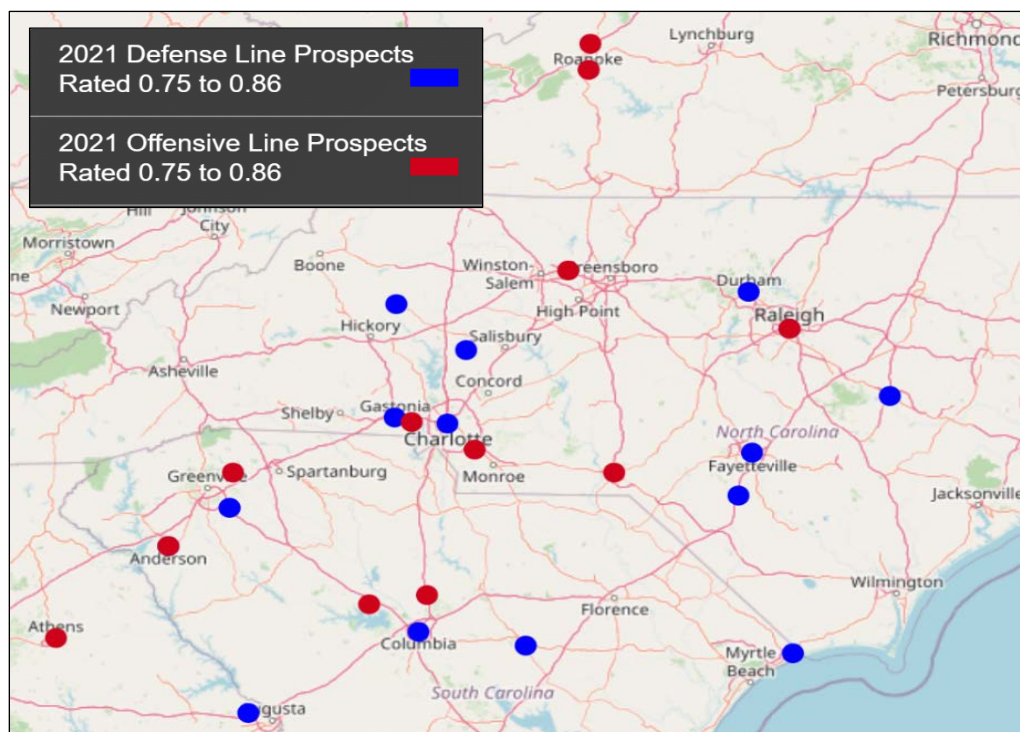 2021 Defense Line Prospects
Rated 0.75 to 0.86
2021 Offensive Line Prospects
Rated 0.75 to 0.86
Lynchburg
Richmond
Roanoke
Petersburg
Hill
Johnson
City
Morristown
Boone
Winston-
Salem
Greensboro
Durham
Newport
High Point
Raleigh
Hickory
Salisbury
Asheville
Concord
Shelby
Gastonia
Charlotte
North Carolina
Greenville
Spartanburg
Monroe
Fayetteville
Jacksonville
Anderson
Wilmington
Florence
Athens
Columbia
Myrtle
Beach
South Carolina
Augusta